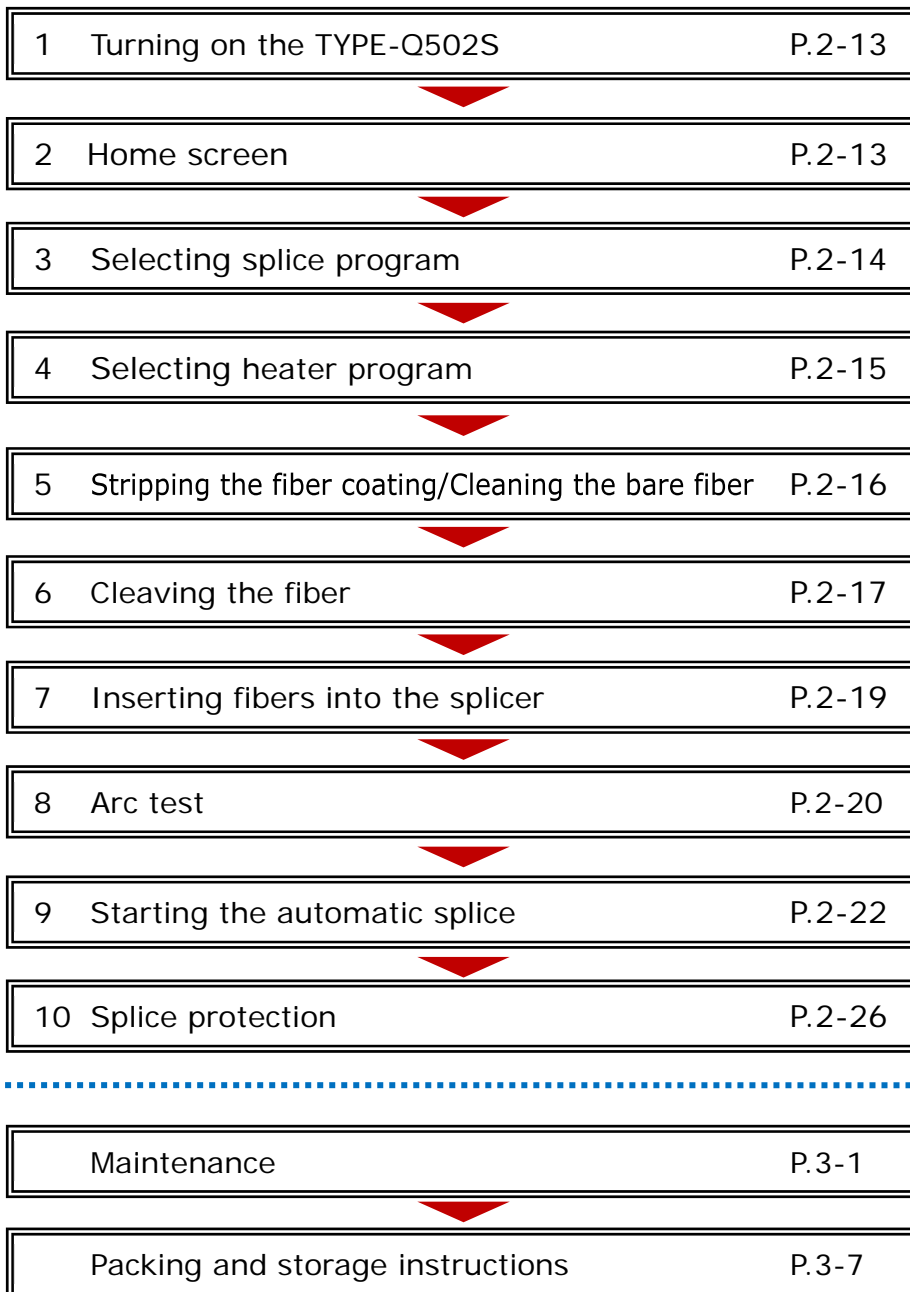 1 Turning on the TYPE-Q502S P.2-13
2 Home screen P.2-13
3 Selecting splice program P.2-14
4 Selecting heater program P.2-15
5 Stripping the fiber coating/Cleaning the bare fiber P.2-16
6 Cleaving the fiber P.2-17
7 Inserting fibers into the splicer P.2-19
8 Arc test P.2-20
9 Starting the automatic splice P.2-22
10 Splice protection P.2-26
Maintenance P.3-1
Packing and storage instructions P.3-7